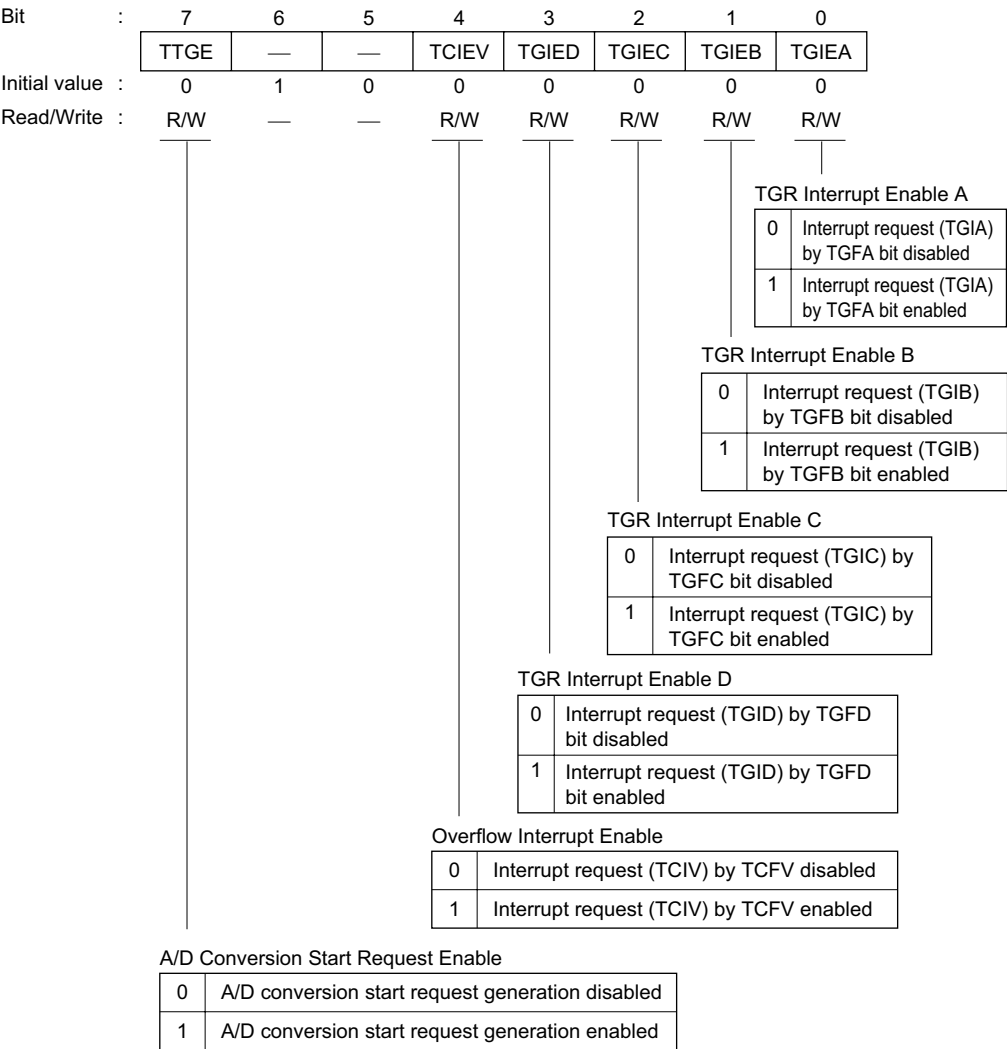 Bit : 7 6 5 4 3 2 1 0
TTGE — — TCIEV TGIED TGIEC TGIEB TGIEA
Initial value : 0 1 0 0 0 0 0 0
Read/Write : R/W — — R/W R/W R/W R/W R/W
TGR Interrupt Enable A
0 Interrupt request (TGIA)
by TGFA bit disabled
1 Interrupt request (TGIA)
by TGFA bit enabled
TGR Interrupt Enable B
0 Interrupt request (TGIB)
by TGFB bit disabled
1 Interrupt request (TGIB)
by TGFB bit enabled
TGR Interrupt Enable C
0 Interrupt request (TGIC) by
TGFC bit disabled
1 Interrupt request (TGIC) by
TGFC bit enabled
TGR Interrupt Enable D
0 Interrupt request (TGID) by TGFD
bit disabled
1 Interrupt request (TGID) by TGFD
bit enabled
Overflow Interrupt Enable
0 Interrupt request (TCIV) by TCFV disabled
1 Interrupt request (TCIV) by TCFV enabled
A/D Conversion Start Request Enable
0 A/D conversion start request generation disabled
1 A/D conversion start request generation enabled